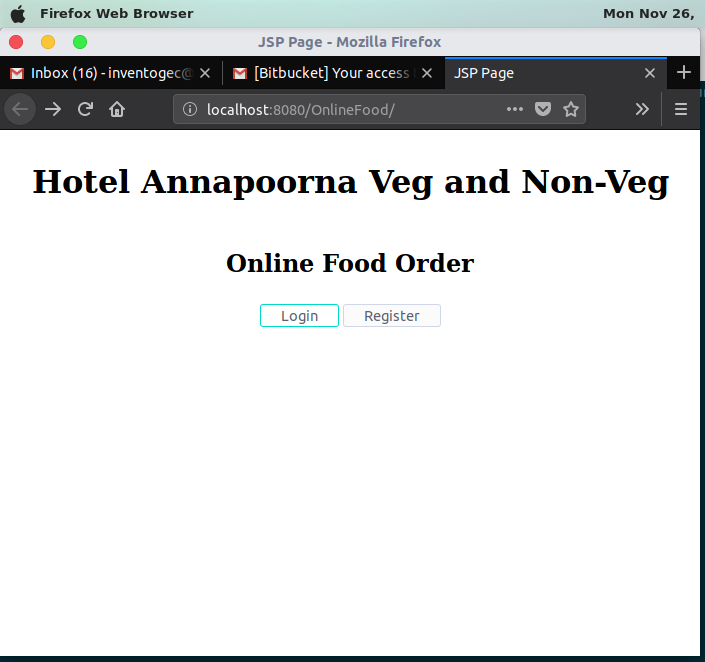 Firefox Web Browser Mon Nov 26,
JSP Page - Mozilla Firefox
Inbox (16) - inventogec@ [Bitbucket] Your access JSP Page
localhost:8080/OnlineFood/
Hotel Annapoorna Veg and Non-Veg
Online Food Order
Login Register